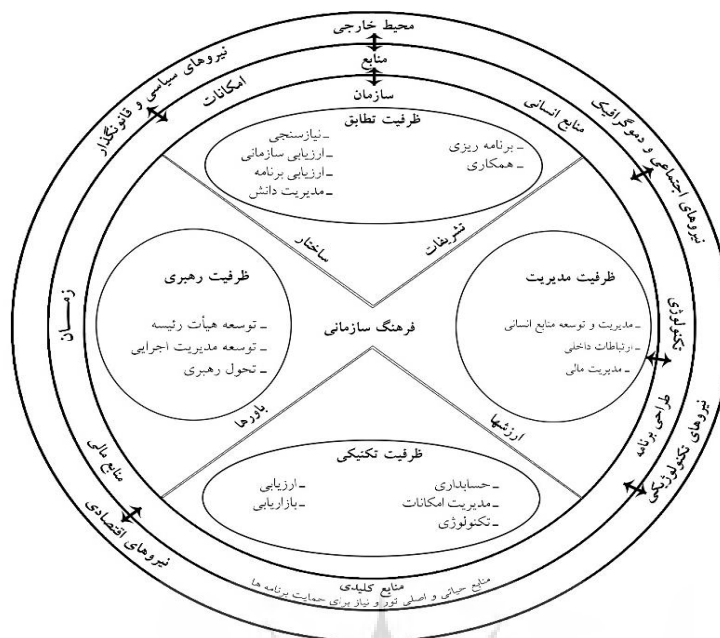 محیط خارجی
نیروهای سیاسی و قانونگذار
منابع
امکانات
منابع انسانی
نیروهای اجتماعی و دموگرافیک
سازمان
ظرفیت تطابق
ـ برنامه ریزی
ـ همکاری
ـ نیازسنجی
ـ ارزیابی سازمانی
ـ ارزیابی برنامه
ـ مدیریت دانش
تشریفات
ساختار
ظرفیت مدیریت
ـ مدیریت و توسعه منابع انسانی
ـ ارتباطات داخلی
ـ مدیریت مالی
فرهنگ سازمانی
ظرفیت رهبری
ـ توسعه هیأت رئیسه
ـ توسعه مدیریت اجرایی
ـ تحول رهبری
زمـــان
تکنولوژی
طراحی برنامه
نیروهای تکنولوژیکی
ارزشها
باورها
ظرفیت تکنیکی
ـ حسابداری
ـ مدیریت امکانات
ـ تکنولوژی
ـ ارزیابی
ـ بازاریابی
منابع مالی
نیروهای اقتصادی
منابع کلیدی
منابع حیاتی و اصلی تور و نیاز برای حمایت برنامه ها